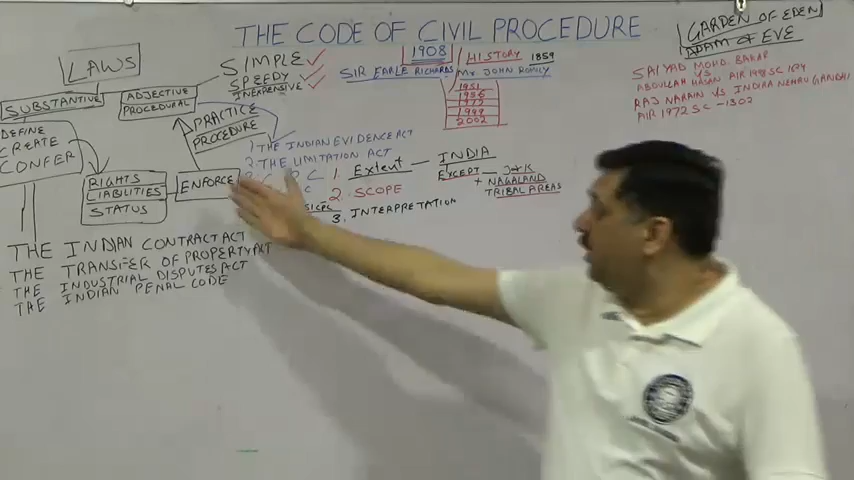 THE CODE OF CIVIL PROCEDURE
1908
SIR EARLE RICHARDS
HISTORY 1859
Mr. JOHN ROMILY
1951
1956
1999
2002
GARDEN OF EDEN
ADAM & EVE
SAIYAD MOHD. BAKAR
VS
ABDULLAH HASAN AIR 1998 SC
RAJ NARAIN VS INDIRA NEHRU GANDHI
AIR 1972 SC - 1302
LAWS
SUBSTANTIVE
DEFINE
CREATE
CONFER
ADJECTIVE
PROCEDURAL
SIMPLE
SPEEDY
INEXPENSIVE
PRACTICE
PROCEDURE
RIGHTS
LIABILITIES
STATUS
ENFORCE
1 THE INDIAN EVIDENCE ACT
2 THE LIMITATION ACT
C P C
1. Extent — INDIA
EXCEPT — J&K
+ NAGALAND
TRIBAL AREAS
2. SCOPE
3. INTERPRETATION
THE INDIAN CONTRACT ACT
THE TRANSFER OF PROPERTY ACT
THE INDUSTRIAL DISPUTES ACT
THE INDIAN PENAL CODE